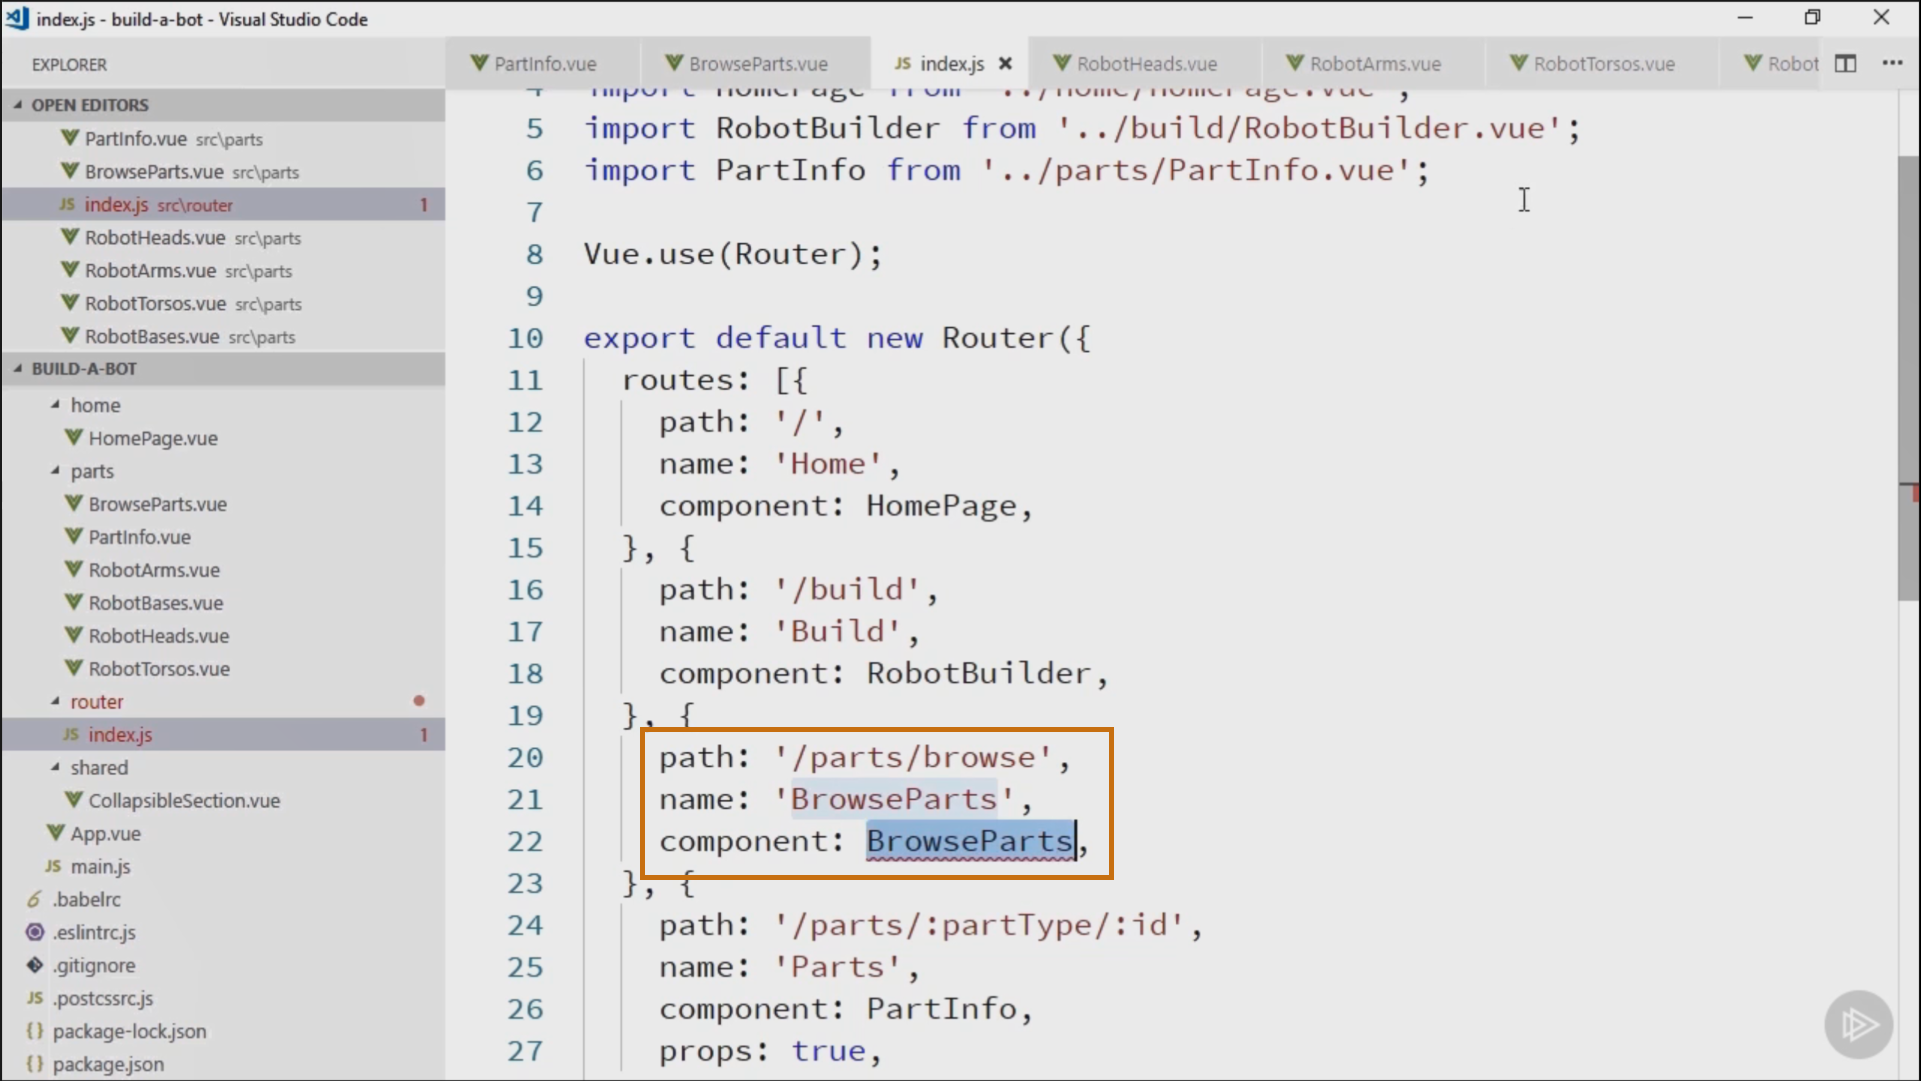 index.js - build-a-bot - Visual Studio Code
EXPLORER
PartInfo.vue
BrowseParts.vue
JS index.js
RobotHeads.vue
RobotArms.vue
RobotTorsos.vue
Robot
OPEN EDITORS
PartInfo.vue src\parts
BrowseParts.vue src\parts
JS index.js src\router 1
RobotHeads.vue src\parts
RobotArms.vue src\parts
RobotTorsos.vue src\parts
RobotBases.vue src\parts
BUILD-A-BOT
home
HomePage.vue
parts
BrowseParts.vue
PartInfo.vue
RobotArms.vue
RobotBases.vue
RobotHeads.vue
RobotTorsos.vue
router
JS index.js 1
shared
CollapsibleSection.vue
App.vue
JS main.js
.babelrc
.eslintrc.js
.gitignore
JS .postcssrc.js
{} package-lock.json
{} package.json
4 import HomePage from '../home/HomePage.vue';
5 import RobotBuilder from '../build/RobotBuilder.vue';
6 import PartInfo from '../parts/PartInfo.vue';
7
8 Vue.use(Router);
9
10 export default new Router({
11 routes: [{
12 path: '/',
13 name: 'Home',
14 component: HomePage,
15 }, {
16 path: '/build',
17 name: 'Build',
18 component: RobotBuilder,
19 }, {
20 path: '/parts/browse',
21 name: 'BrowseParts',
22 component: BrowseParts,
23 }, {
24 path: '/parts/:partType/:id',
25 name: 'Parts',
26 component: PartInfo,
27 props: true,